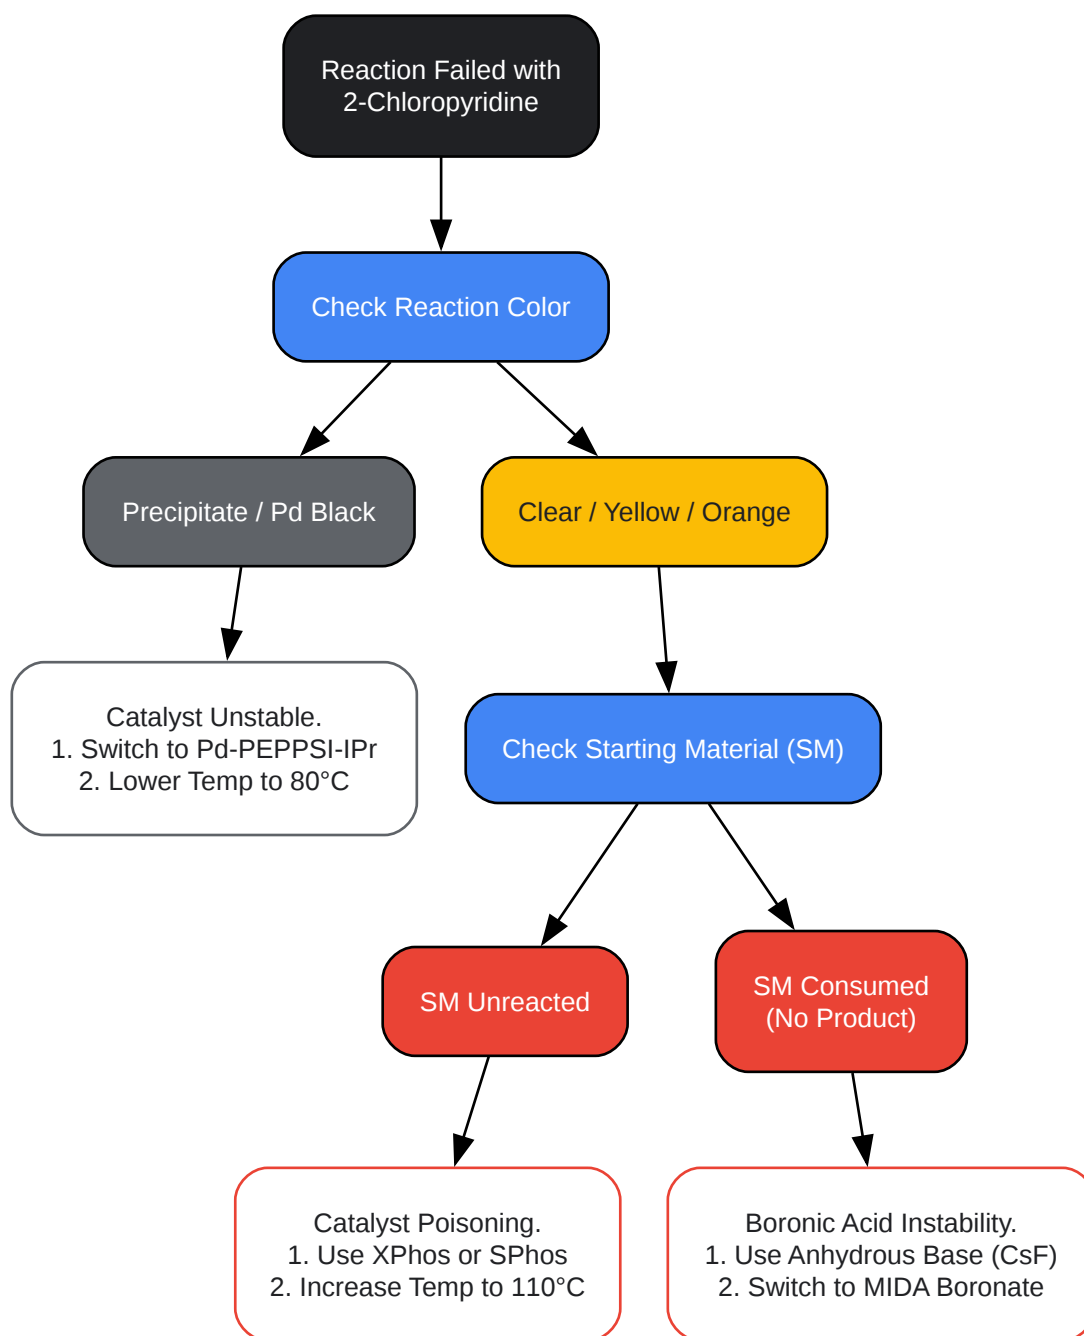 Reaction Failed with
2-Chloropyridine
Check Reaction Color
Precipitate / Pd Black
Clear / Yellow / Orange
Catalyst Unstable.
1. Switch to Pd-PEPPSI-IPr
2. Lower Temp to 80°C
Check Starting Material (SM)
SM Unreacted
SM Consumed
(No Product)
Catalyst Poisoning.
1. Use XPhos or SPhos
2. Increase Temp to 110°C
Boronic Acid Instability.
1. Use Anhydrous Base (CsF)
2. Switch to MIDA Boronate